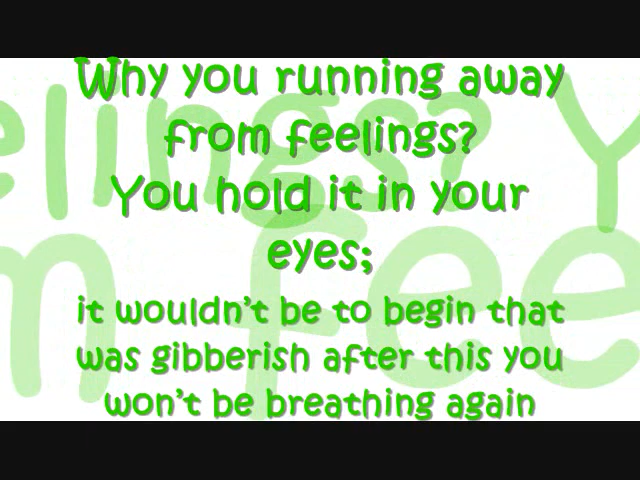 Why you running away
from feelings?
You hold it in your
eyes;
it wouldn't be to begin that
was gibberish after this you
won't be breathing again